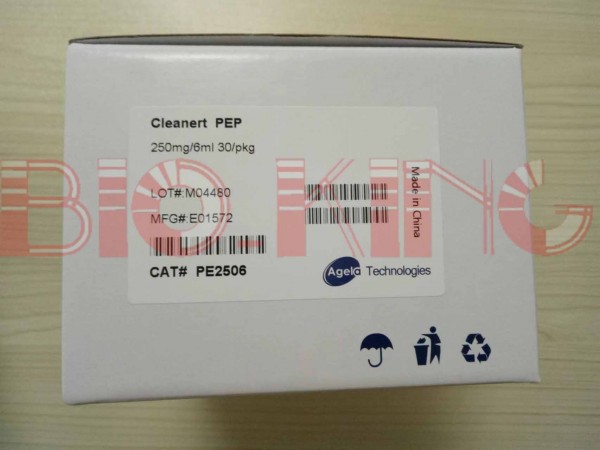 Cleanert PEP
250mg/6ml 30/pkg
LOT#:M04480
MFG#:E01572
CAT# PE2506
Made in China
Agela Technologies
BIO-KING